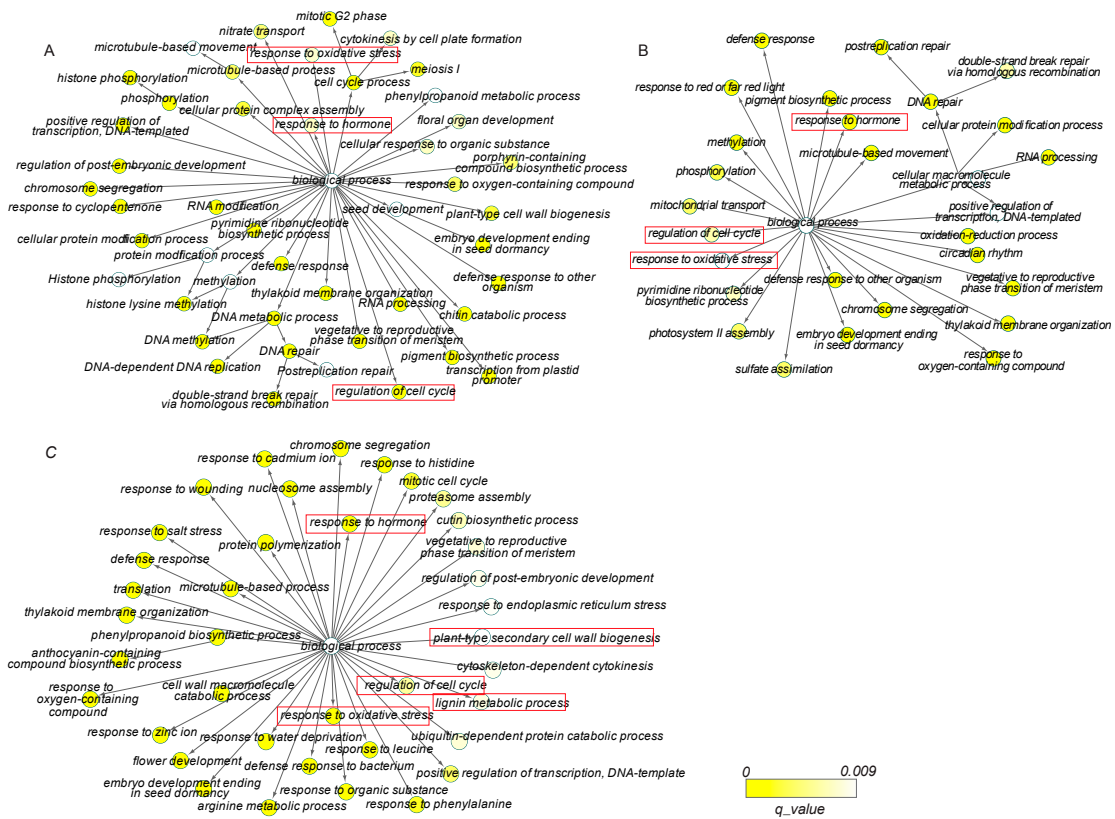 A
mitotic G2 phase
nitrate transport
cytokinesis by cell plate formation
microtubule-based movement
response to oxidative stress
histone phosphorylation
microtubule-based process
cell cycle process
meiosis I
phosphorylation
phenylpropanoid metabolic process
cellular protein complex assembly
positive regulation of
transcription, DNA-templated
response to hormone
floral organ development
cellular response to organic substance
regulation of post-embryonic development
porphyrin-containing
compound biosynthetic process
chromosome segregation
biological process
response to oxygen-containing compound
response to cyclopentenone
RNA modification
seed development
plant-type cell wall biogenesis
pyrimidine ribonucleotide
biosynthetic process
cellular protein modfication process
embryo development ending
in seed dormancy
protein modfication process
defense response
Histone phosphorylation
methylation
defense response to other
organism
thylakoid membrane organization
histone lysine methylation
RNA processing
chitin catabolic process
DNA metabolic process
vegetative to reproductive
phase transition of meristem
DNA methylation
DNA repair
pigment biosynthetic process
DNA-dependent DNA replication
Postreplication repair
transcription from plastid
promoter
double-strand break repair
via homologous recombination
regulation of cell cycle
B
defense response
postreplication repair
double-strand break repair
via homologous recombination
response to red or far red light
pigment biosynthetic process
DNA repair
response to hormone
cellular protein modification process
methylation
microtubule-based movement
RNA processing
phosphorylation
cellular macromolecule
metabolic process
mitochondrial transport
positive regulation of
transcription, DNA-templated
biological process
regulation of cell cycle
oxidation-reduction process
circadian rhythm
response to oxidative stress
defense response to other organism
vegetative to reproductive
phase transition of meristem
pyrimidine ribonucleotide
biosynthetic process
chromosome segregation
photosystem II assembly
embryo development ending
in seed dormancy
thylakoid membrane organization
sulfate assimilation
response to
oxygen-containing compound
C
chromosome segregation
response to cadmium ion
response to histidine
response to wounding
nucleosome assembly
mitotic cell cycle
proteasome assembly
response to hormone
cutin biosynthetic process
response to salt stress
protein polymerization
vegetative to reproductive
phase transition of meristem
defense response
regulation of post-embryonic development
translation
microtubule-based process
response to endoplasmic reticulum stress
thylakoid membrane organization
phenylpropanoid biosynthetic process
plant-type secondary cell wall biogenesis
biological process
anthocyanin-containing
compound biosynthetic process
cytoskeleton-dependent cytokinesis
response to
oxygen-containing
compound
cell wall macromolecule
catabolic process
regulation of cell cycle
lignin metabolic process
response to oxidative stress
response to zinc ion
response to water deprivation
ubiquitin-dependent protein catabolic process
response to leucine
flower development
defense response to bacterium
positive regulation of transcription, DNA-template
embryo development ending
in seed dormancy
response to organic substance
arginine metabolic process
response to phenylalanine
0
0.009
q_value